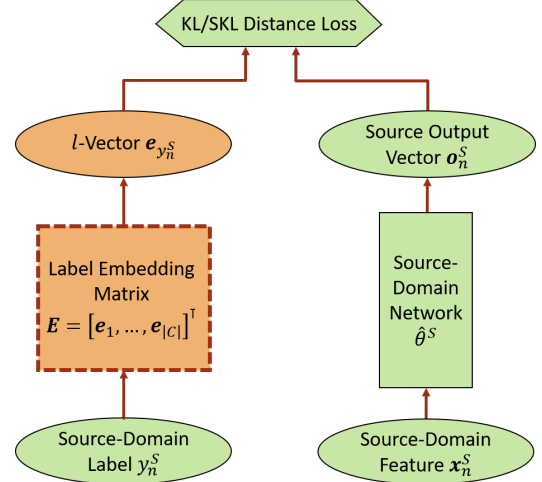 KL/SKL Distance Loss
l-Vector e_{y_n^S}
Source Output
Vector o_n^S
Label Embedding
Matrix
E = [e_1, ..., e_{|C|}]^⊤
Source-
Domain
Network
θ̂^S
Source-Domain
Label y_n^S
Source-Domain
Feature x_n^S